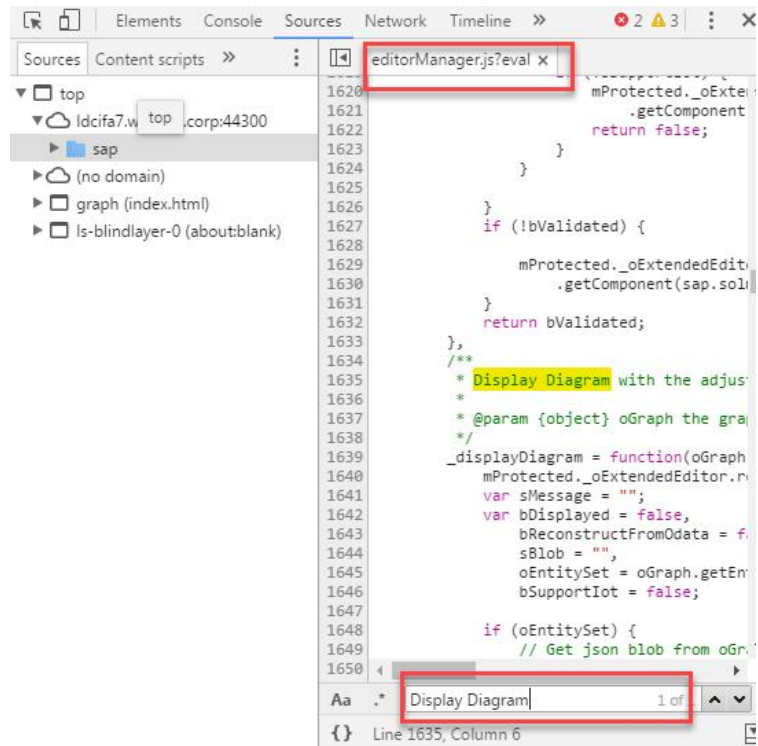 Elements Console Sources Network Timeline » 2 3
Sources Content scripts »
editorManager.js?eval ×
top
ldcifa7.w .corp:44300
top
sap
(no domain)
graph (index.html)
ls-blindlayer-0 (about:blank)
1620 mProtected._oExte
1621 .getComponent
1622 return false;
1623 }
1624 }
1625
1626 }
1627 if (!bValidated) {
1628
1629 mProtected._oExtendedEdit
1630 .getComponent(sap.sol
1631 }
1632 return bValidated;
1633 },
1634 /**
1635 * Display Diagram with the adjus
1636 *
1637 * @param {object} oGraph the gra
1638 */
1639 _displayDiagram = function(oGraph
1640 mProtected._oExtendedEditor.r
1641 var sMessage = "";
1642 var bDisplayed = false,
1643 bReconstructFromOdata = f
1644 sBlob = "",
1645 oEntitySet = oGraph.getEn
1646 bSupportIot = false;
1647
1648 if (oEntitySet) {
1649 // Get json blob from oGr
1650
Aa .* Display Diagram 1 of
{} Line 1635, Column 6